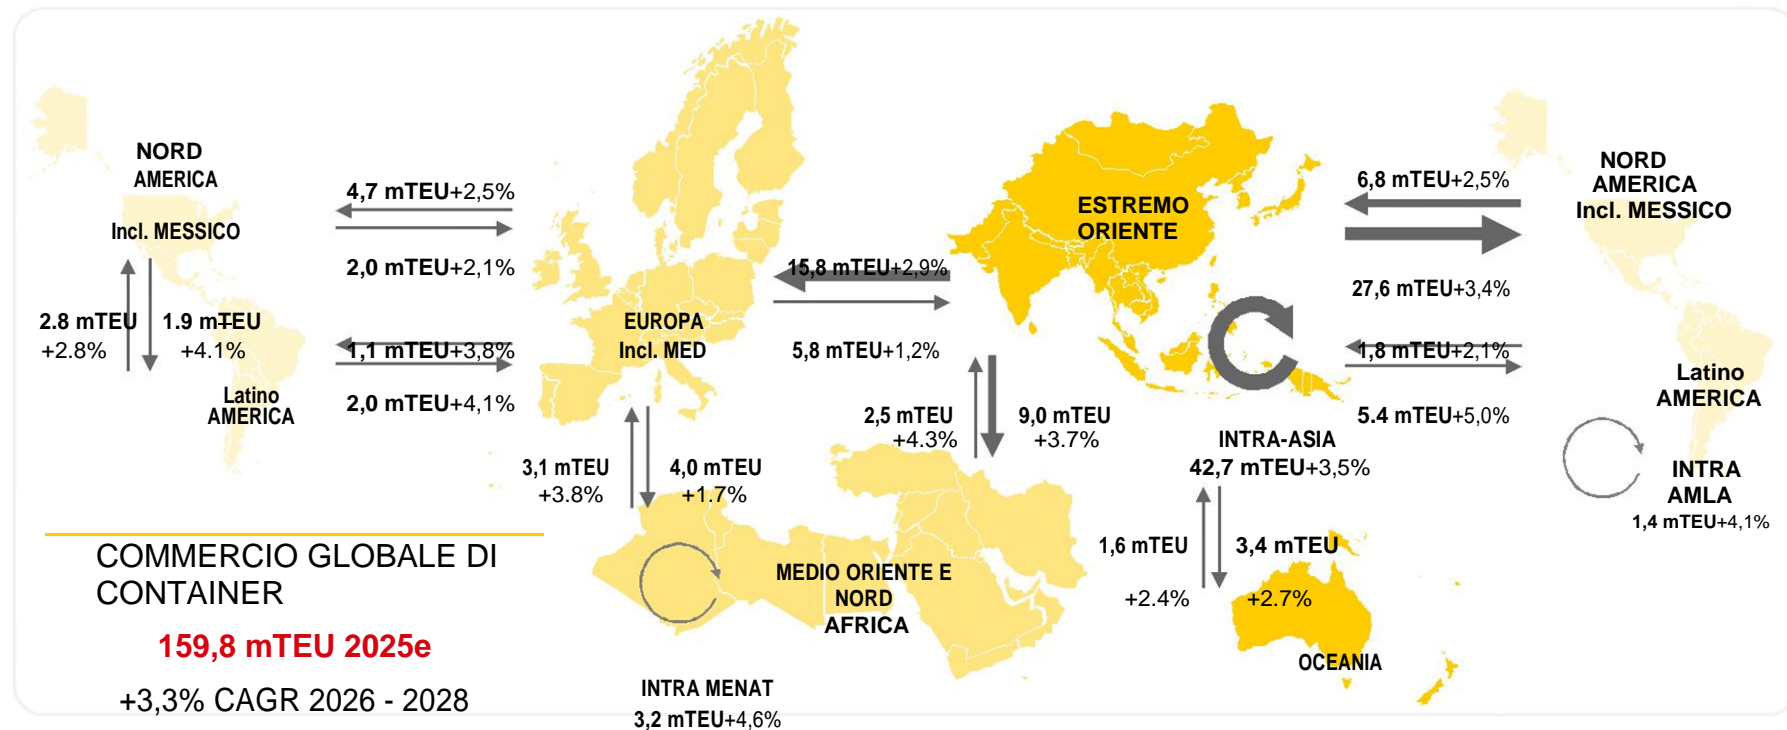 NORD
AMERICA
Incl. MESSICO
4,7 mTEU+2,5%
2,0 mTEU+2,1%
2.8 mTEU
+2.8%
1.9 mTEU
+4.1%
1,1 mTEU+3,8%
2,0 mTEU+4,1%
Latino
AMERICA
EUROPA
Incl. MED
15,8 mTEU+2,9%
5,8 mTEU+1,2%
ESTREMO
ORIENTE
6,8 mTEU+2,5%
27,6 mTEU+3,4%
1,8 mTEU+2,1%
5.4 mTEU+5,0%
NORD
AMERICA
Incl. MESSICO
Latino
AMERICA
INTRA
AMLA
1,4 mTEU+4,1%
3,1 mTEU
+3.8%
4,0 mTEU
+1.7%
2,5 mTEU
+4.3%
9,0 mTEU
+3.7%
INTRA-ASIA
42,7 mTEU+3,5%
1,6 mTEU
+2.4%
3,4 mTEU
+2.7%
OCEANIA
MEDIO ORIENTE E
NORD
AFRICA
INTRA MENAT
3,2 mTEU+4,6%
COMMERCIO GLOBALE DI
CONTAINER
159,8 mTEU 2025e
+3,3% CAGR 2026 - 2028